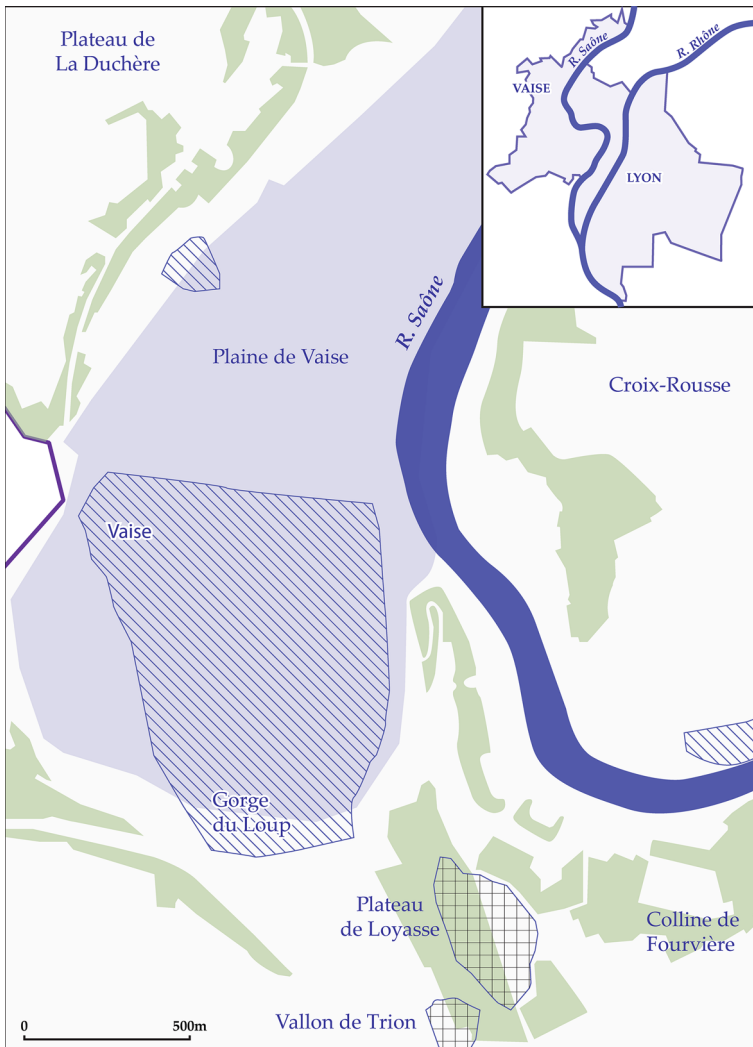 Plateau de
La Duchère
R. Saône
R. Rhône
VAISE
LYON
R. Saône
Plaine de Vaise
Croix-Rousse
Vaise
Gorge
du Loup
Plateau
de Loyasse
Colline de
Fourvière
Vallon de Trion
0 500m